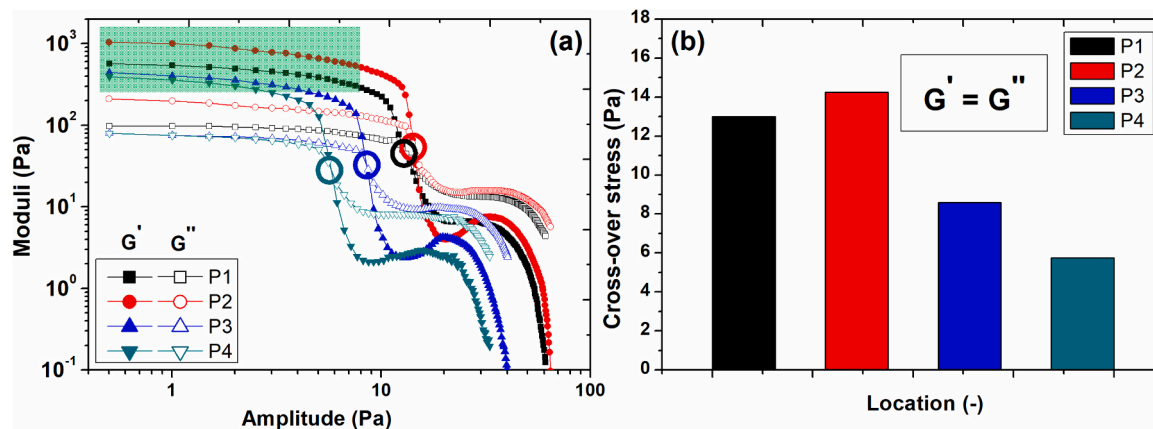 (a)
Moduli (Pa)
10³
10²
10¹
10⁰
10⁻¹
G' G''
P1
P2
P3
P4
1 10 100
Amplitude (Pa)
(b)
Cross-over stress (Pa)
18
16
14
12
10
8
6
4
2
0
G' = G''
P1
P2
P3
P4
Location (-)